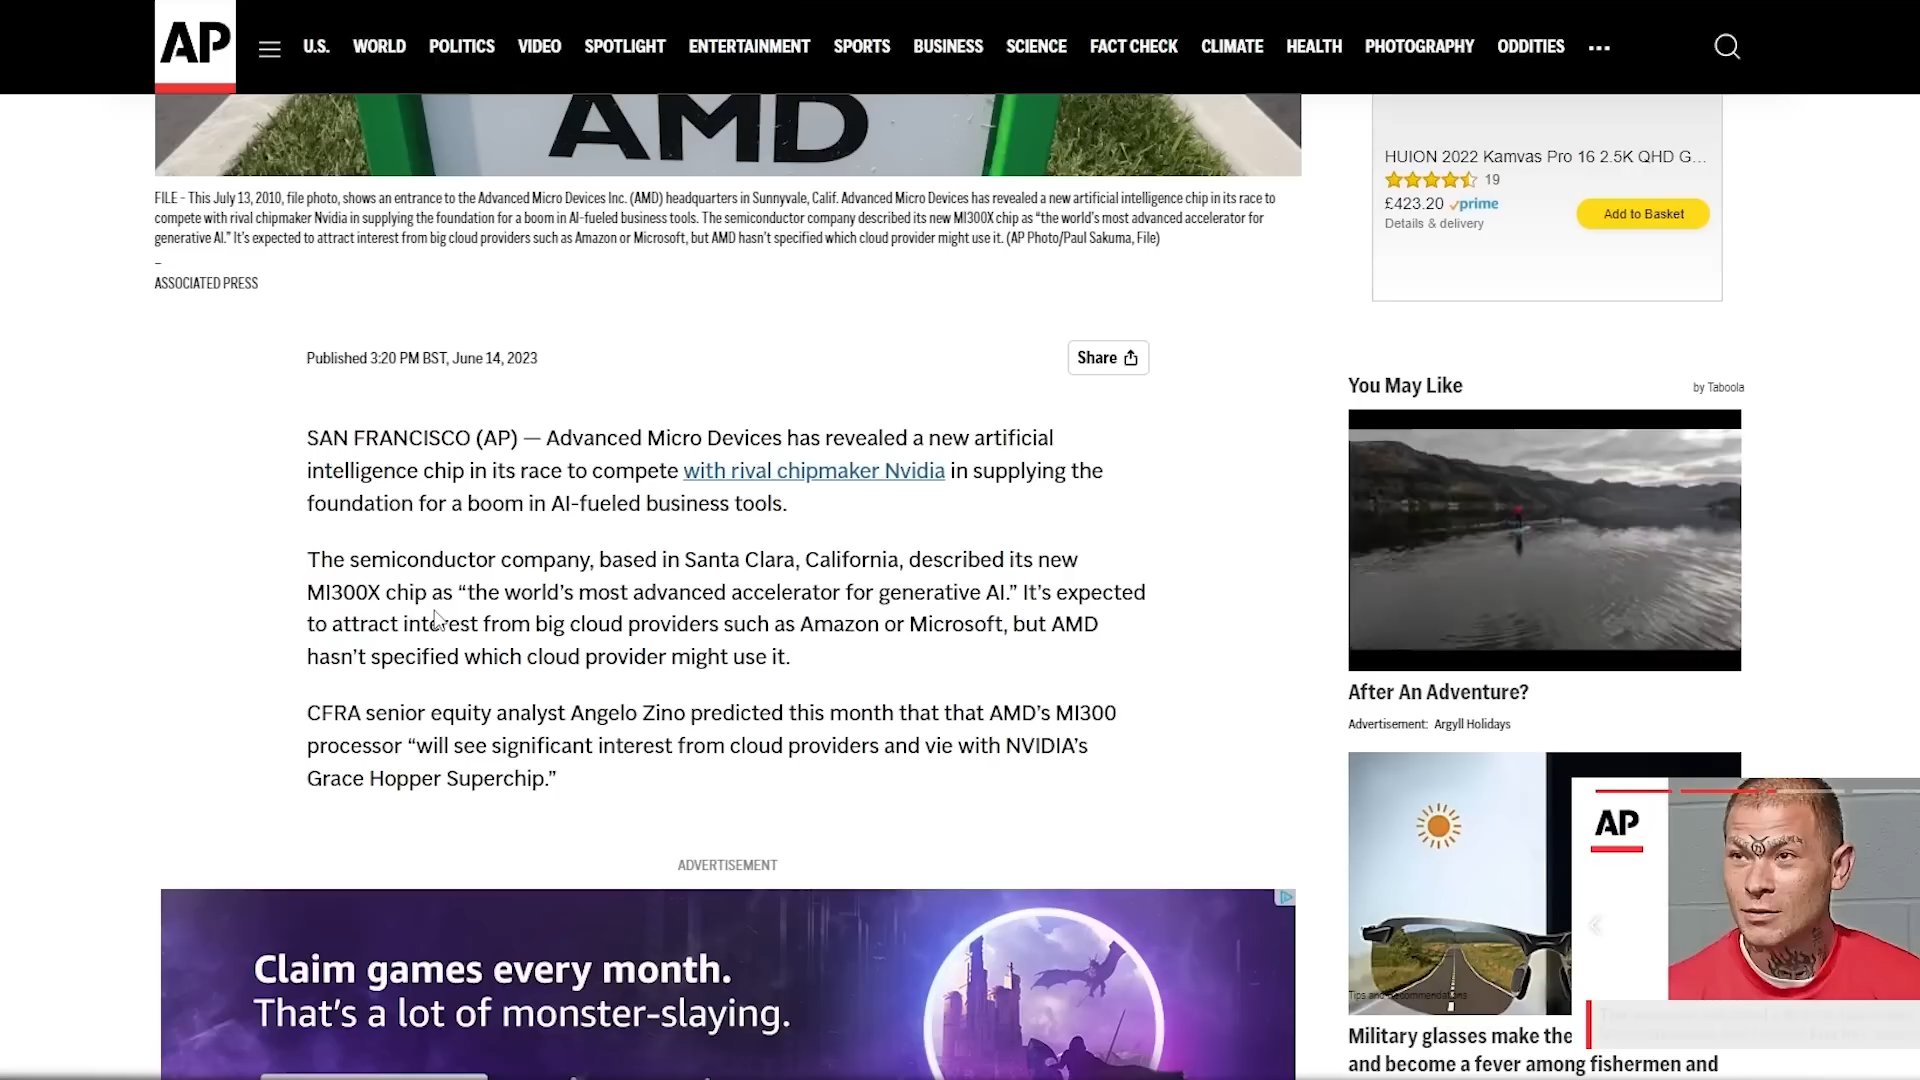 AP
U.S. WORLD POLITICS VIDEO SPOTLIGHT ENTERTAINMENT SPORTS BUSINESS SCIENCE FACT CHECK CLIMATE HEALTH PHOTOGRAPHY ODDITIES
AMD
FILE - This July 13, 2010, file photo, shows an entrance to the Advanced Micro Devices Inc. (AMD) headquarters in Sunnyvale, Calif. Advanced Micro Devices has revealed a new artificial intelligence chip in its race to
compete with rival chipmaker Nvidia in supplying the foundation for a boom in AI-fueled business tools. The semiconductor company described its new MI300X chip as “the world’s most advanced accelerator for
generative AI.” It’s expected to attract interest from big cloud providers such as Amazon or Microsoft, but AMD hasn’t specified which cloud provider might use it. (AP Photo/Paul Sakuma, File)
–
ASSOCIATED PRESS
Published 3:20 PM BST, June 14, 2023
Share
SAN FRANCISCO (AP) — Advanced Micro Devices has revealed a new artificial
intelligence chip in its race to compete with rival chipmaker Nvidia in supplying the
foundation for a boom in AI-fueled business tools.
The semiconductor company, based in Santa Clara, California, described its new
MI300X chip as “the world’s most advanced accelerator for generative AI.” It’s expected
to attract interest from big cloud providers such as Amazon or Microsoft, but AMD
hasn’t specified which cloud provider might use it.
CFRA senior equity analyst Angelo Zino predicted this month that that AMD’s MI300
processor “will see significant interest from cloud providers and vie with NVIDIA’s
Grace Hopper Superchip.”
ADVERTISEMENT
Claim games every month.
That’s a lot of monster-slaying.
HUION 2022 Kamvas Pro 16 2.5K QHD G...
19
£423.20 prime
Details & delivery
Add to Basket
You May Like
by Taboola
After An Adventure?
Advertisement: Argyll Holidays
AP
Tips and Recommendations
Military glasses make the
and become a fever among fishermen and